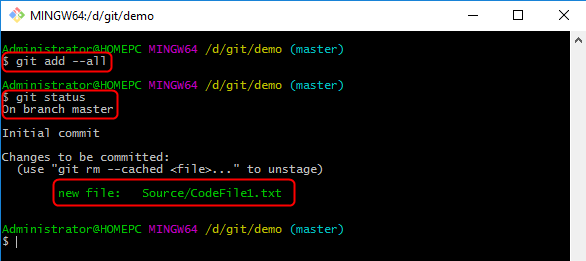 MINGW64:/d/git/demo
Administrator@HOMEPC MINGW64 /d/git/demo (master)
$ git add --all
Administrator@HOMEPC MINGW64 /d/git/demo (master)
$ git status
On branch master
Initial commit
Changes to be committed:
(use "git rm --cached <file>..." to unstage)
new file: Source/CodeFile1.txt
Administrator@HOMEPC MINGW64 /d/git/demo (master)
$